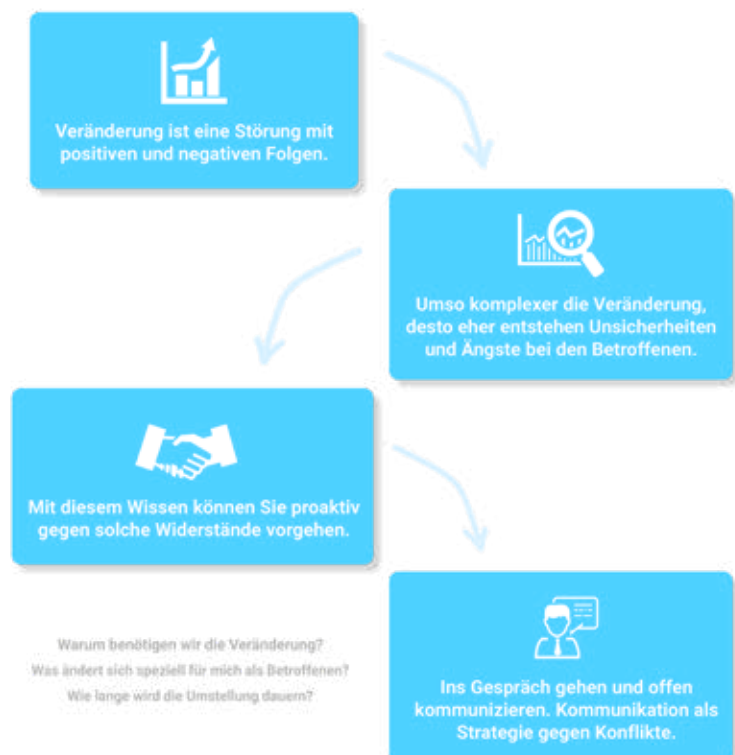 Veränderung ist eine Störung mit
positiven und negativen Folgen.
Umso komplexer die Veränderung,
desto eher entstehen Unsicherheiten
und Ängste bei den Betroffenen.
Mit diesem Wissen können Sie proaktiv
gegen solche Widerstände vorgehen.
Warum benötigen wir die Veränderung?
Was ändert sich speziell für mich als Betroffenen?
Wie lange wird die Umstellung dauern?
Ins Gespräch gehen und offen
kommunizieren. Kommunikation als
Strategie gegen Konflikte.